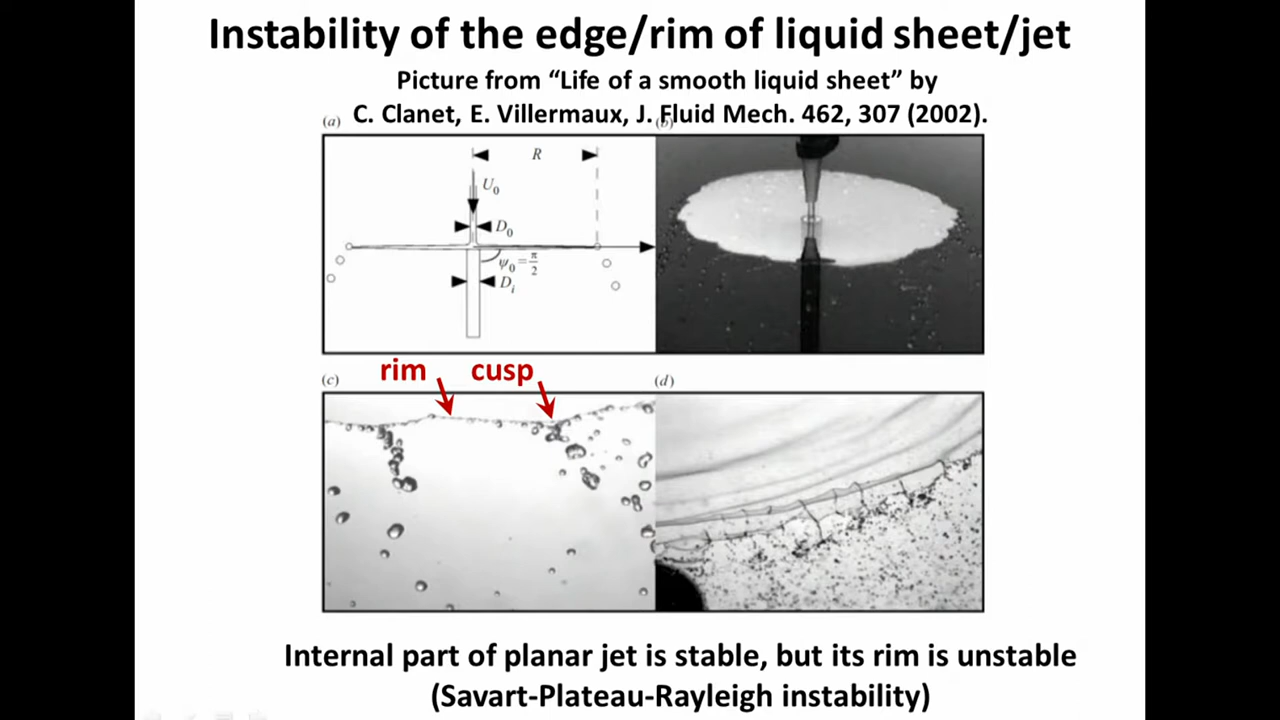 Instability of the edge/rim of liquid sheet/jet
Picture from “Life of a smooth liquid sheet” by
C. Clanet, E. Villermaux, J. Fluid Mech. 462, 307 (2002).
(a)
(b)
R
U₀
D₀
ψ₀ = π/2
Dᵢ
rim
cusp
(c)
(d)
Internal part of planar jet is stable, but its rim is unstable
(Savart-Plateau-Rayleigh instability)